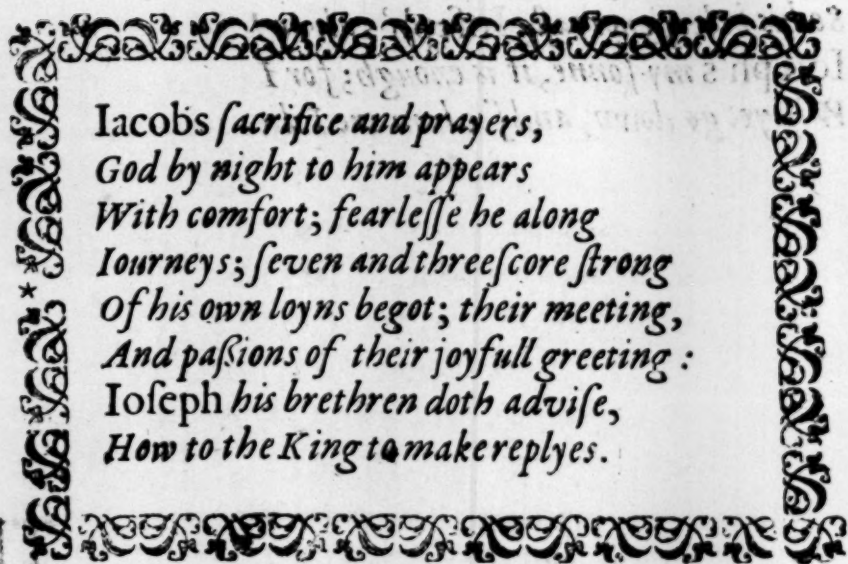 Iacobs ſacrifice and prayers,
God by night to him appears
With comfort; fearleſſe he along
Iourneys; ſeven and threeſcore ſtrong
Of his own loyns begot; their meeting,
And paßions of their joyfull greeting :
Ioſeph his brethren doth adviſe,
How to the King to make replyes.